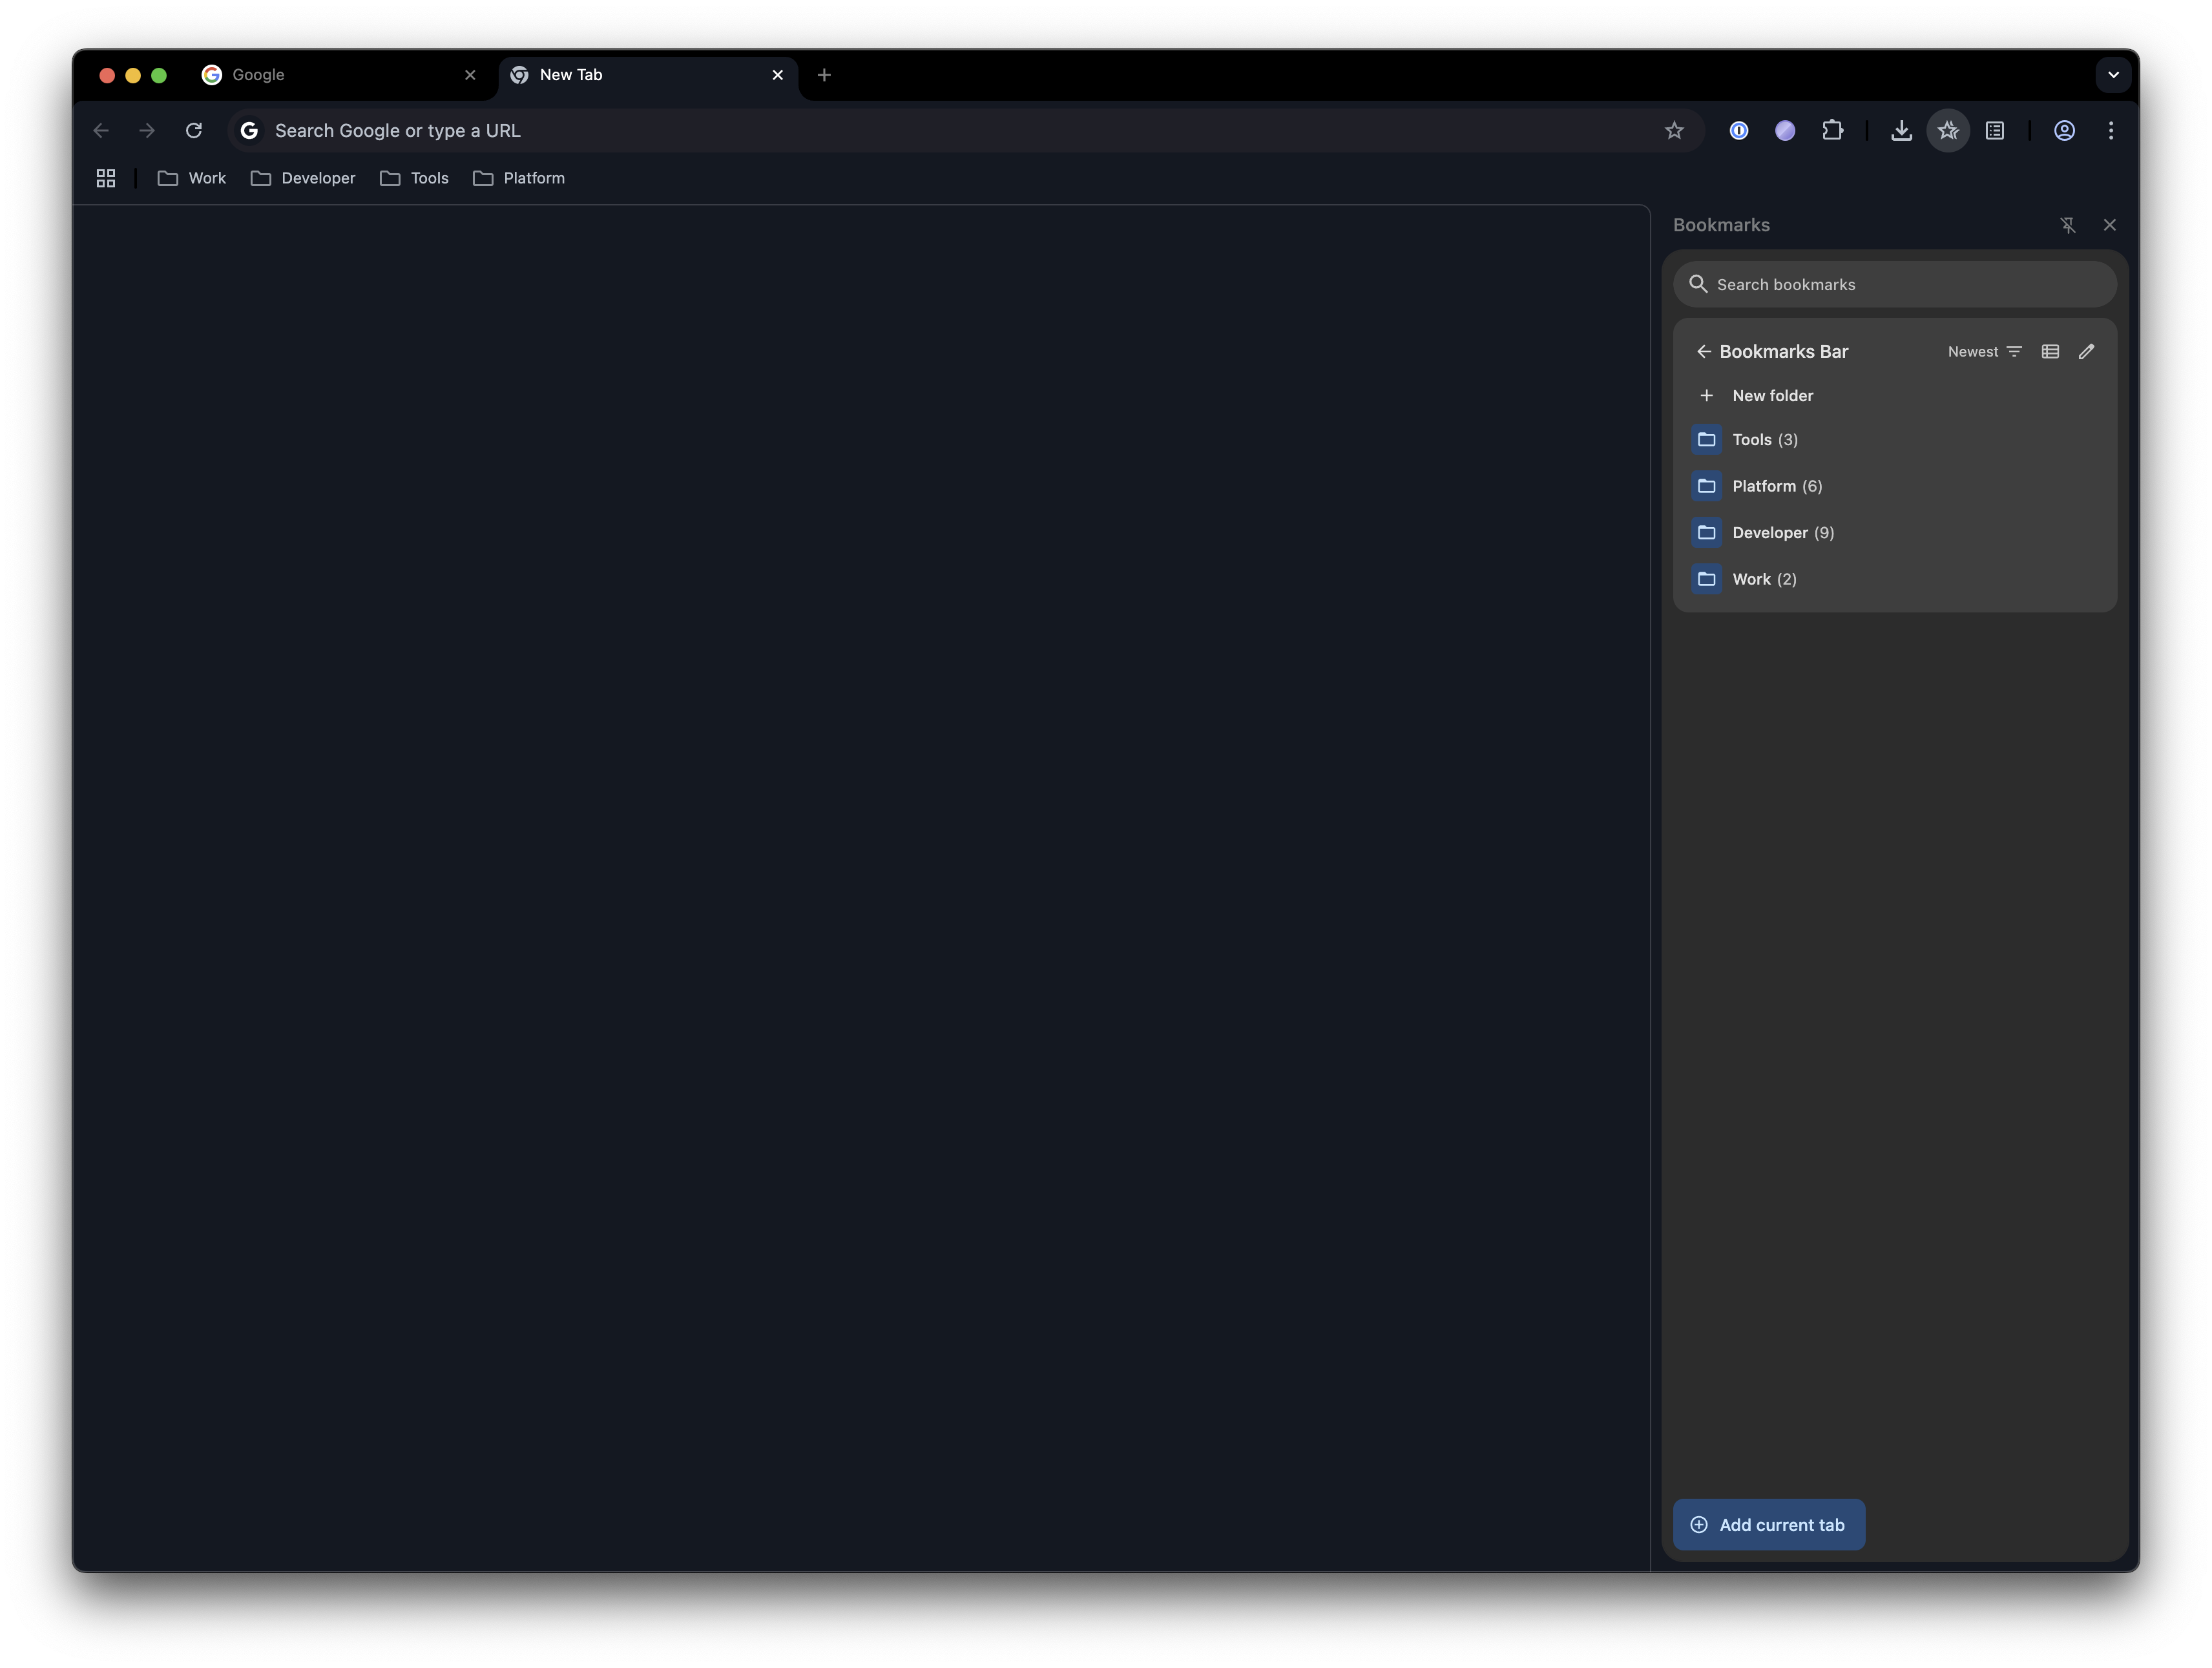 Google
New Tab
Search Google or type a URL
Work
Developer
Tools
Platform
Bookmarks
Search bookmarks
Bookmarks Bar
Newest
New folder
Tools (3)
Platform (6)
Developer (9)
Work (2)
Add current tab